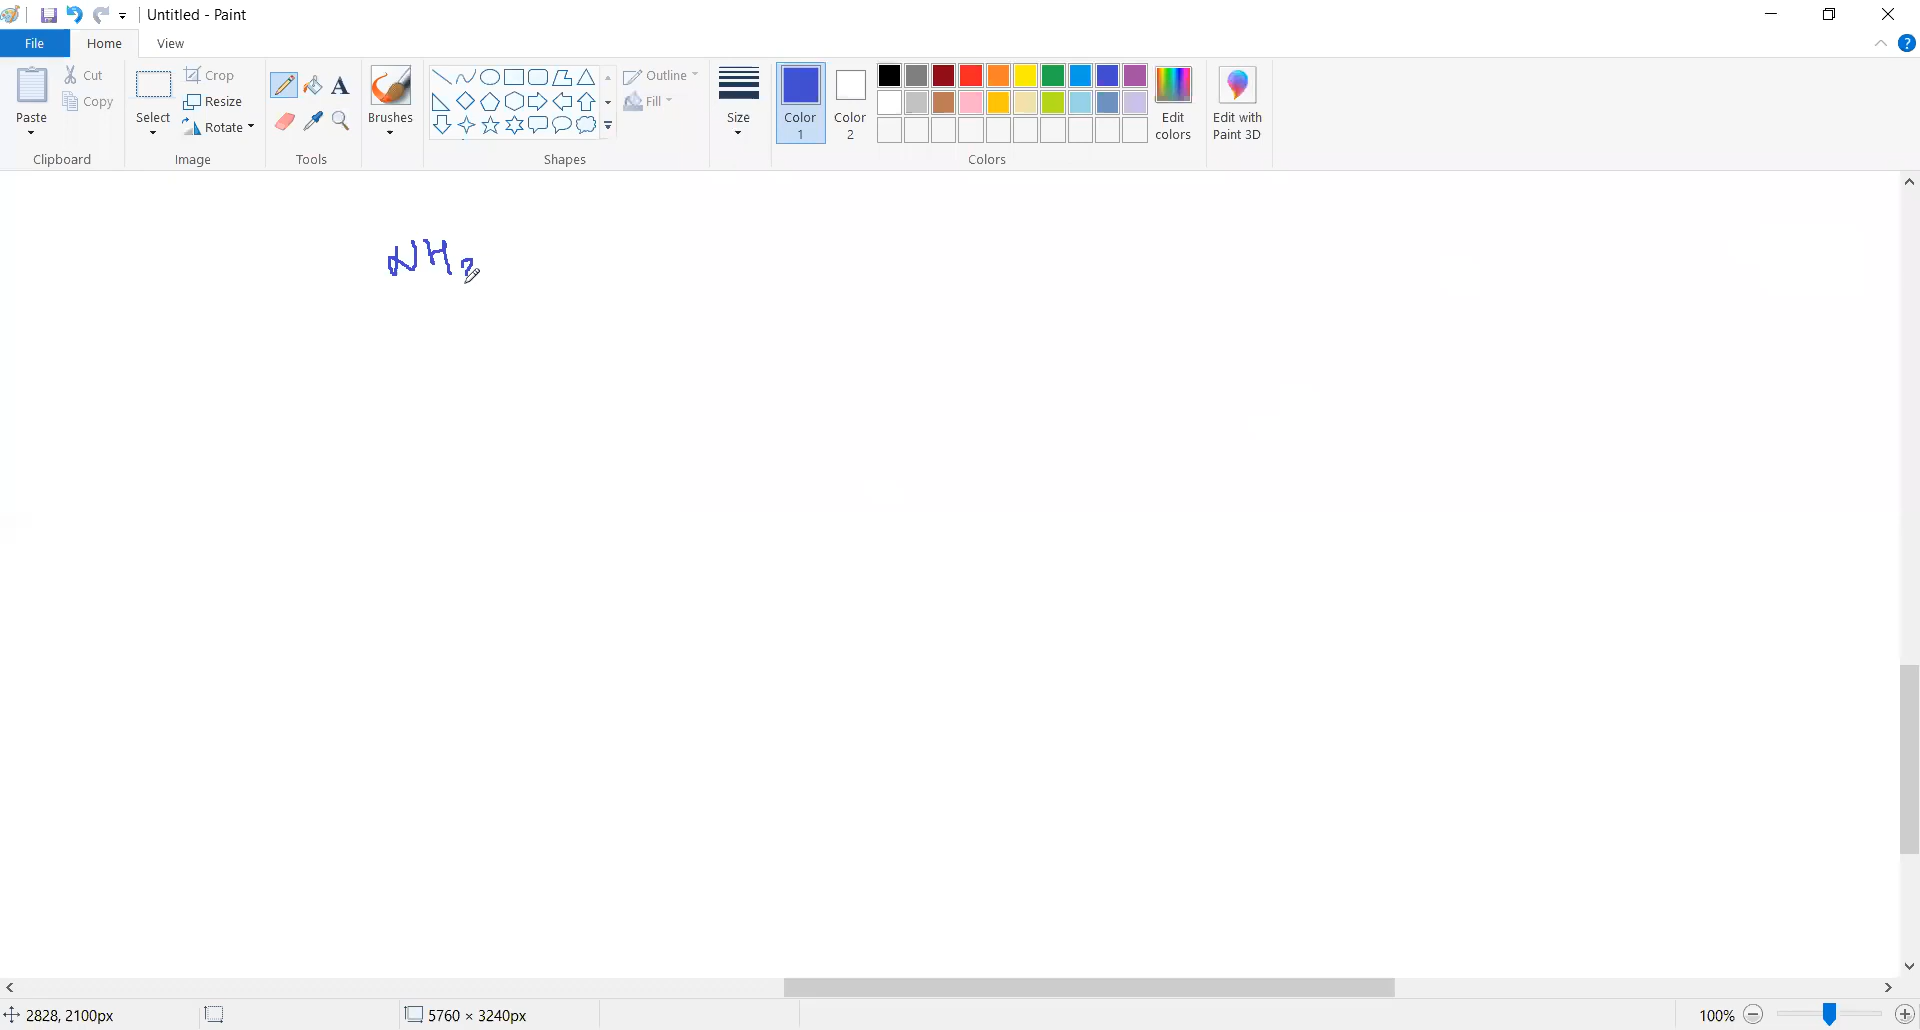 Untitled - Paint
File Home View
Cut
Copy
Paste
Clipboard
Crop
Resize
Rotate
Select
Image
Tools
Brushes
Outline
Fill
Shapes
Size
Color 1
Color 2
Edit colors
Colors
Edit with Paint 3D
NH
2828, 2100px
5760 × 3240px
100%